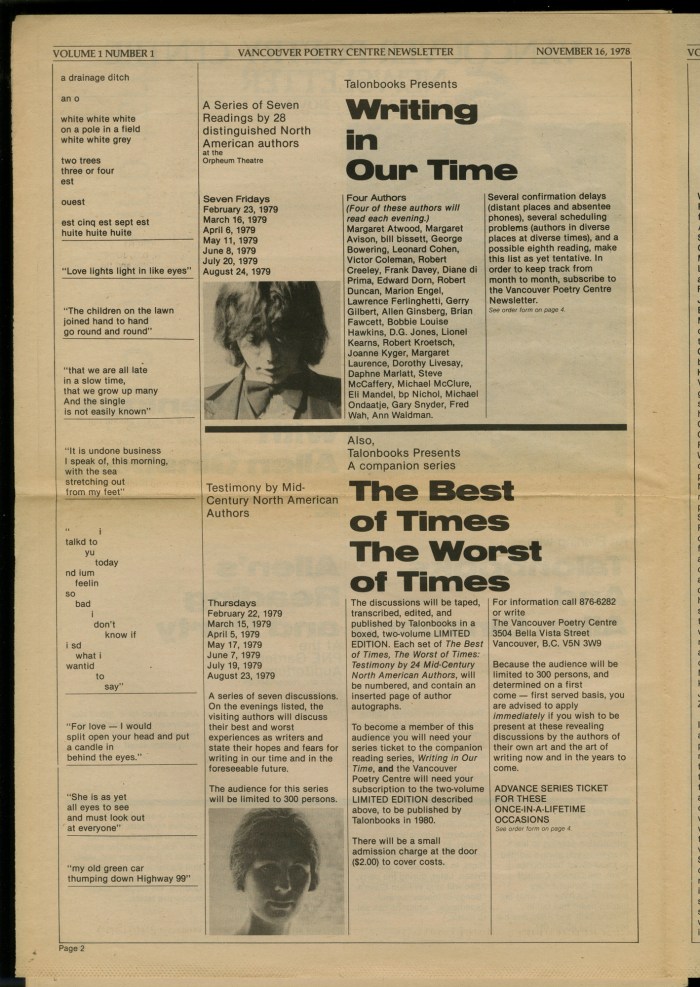 VOLUME 1 NUMBER 1
VANCOUVER POETRY CENTRE NEWSLETTER
NOVEMBER 16, 1978
a drainage ditch
an o
white white white
on a pole in a field
white white grey
two trees
three or four
est
ouest
est cinq est sept est
huite huite huite
"Love lights light in like eyes"
"The children on the lawn
joined hand to hand
go round and round"
"that we are all late
in a slow time,
that we grow up many
And the single
is not easily known"
"It is undone business
I speak of, this morning,
with the sea
stretching out
from my feet"
" i
talkd to
yu
today
nd ium
feelin
so
bad
i
don't
know if
i sd
what i
wantid
to
say"
"For love — I would
split open your head and put
a candle in
behind the eyes."
"She is as yet
all eyes to see
and must look out
at everyone"
"my old green car
thumping down Highway 99"
Talonbooks Presents
Writing
in
Our Time
A Series of Seven
Readings by 28
distinguished North
American authors
at the
Orpheum Theatre
Seven Fridays
February 23, 1979
March 16, 1979
April 6, 1979
May 11, 1979
June 8, 1979
July 20, 1979
August 24, 1979
Four Authors
(Four of these authors will
read each evening.)
Margaret Atwood, Margaret
Avison, bill bissett, George
Bowering, Leonard Cohen,
Victor Coleman, Robert
Creeley, Frank Davey, Diane di
Prima, Edward Dorn, Robert
Duncan, Marion Engel,
Lawrence Ferlinghetti, Gerry
Gilbert, Allen Ginsberg, Brian
Fawcett, Bobbie Louise
Hawkins, D.G. Jones, Lionel
Kearns, Robert Kroetsch,
Joanne Kyger, Margaret
Laurence, Dorothy Livesay,
Daphne Marlatt, Steve
McCaffery, Michael McClure,
Eli Mandel, bp Nichol, Michael
Ondaatje, Gary Snyder, Fred
Wah, Ann Waldman.
Several confirmation delays
(distant places and absentee
phones), several scheduling
problems (authors in diverse
places at diverse times), and a
possible eighth reading, make
this list as yet tentative. In
order to keep track from
month to month, subscribe to
the Vancouver Poetry Centre
Newsletter.
See order form on page 4.
Also,
Talonbooks Presents
A companion series
The Best
of Times
The Worst
of Times
Testimony by Mid-
Century North American
Authors
Thursdays
February 22, 1979
March 15, 1979
April 5, 1979
May 17, 1979
June 7, 1979
July 19, 1979
August 23, 1979
A series of seven discussions.
On the evenings listed, the
visiting authors will discuss
their best and worst
experiences as writers and
state their hopes and fears for
writing in our time and in the
foreseeable future.
The audience for this series
will be limited to 300 persons.
The discussions will be taped,
transcribed, edited, and
published by Talonbooks in a
boxed, two-volume LIMITED
EDITION. Each set of The Best
of Times, The Worst of Times:
Testimony by 24 Mid-Century
North American Authors, will
be numbered, and contain an
inserted page of author
autographs.
To become a member of this
audience you will need your
series ticket to the companion
reading series, Writing in Our
Time, and the Vancouver
Poetry Centre will need your
subscription to the two-volume
LIMITED EDITION described
above, to be published by
Talonbooks in 1980.
There will be a small
admission charge at the door
($2.00) to cover costs.
For information call 876-6282
or write
The Vancouver Poetry Centre
3504 Bella Vista Street
Vancouver, B.C. V5N 3W9
Because the audience will be
limited to 300 persons, and
determined on a first
come — first served basis, you
are advised to apply
immediately if you wish to be
present at these revealing
discussions by the authors of
their own art and the art of
writing now and in the years to
come.
ADVANCE SERIES TICKET
FOR THESE
ONCE-IN-A-LIFETIME
OCCASIONS
See order form on page 4
Page 2